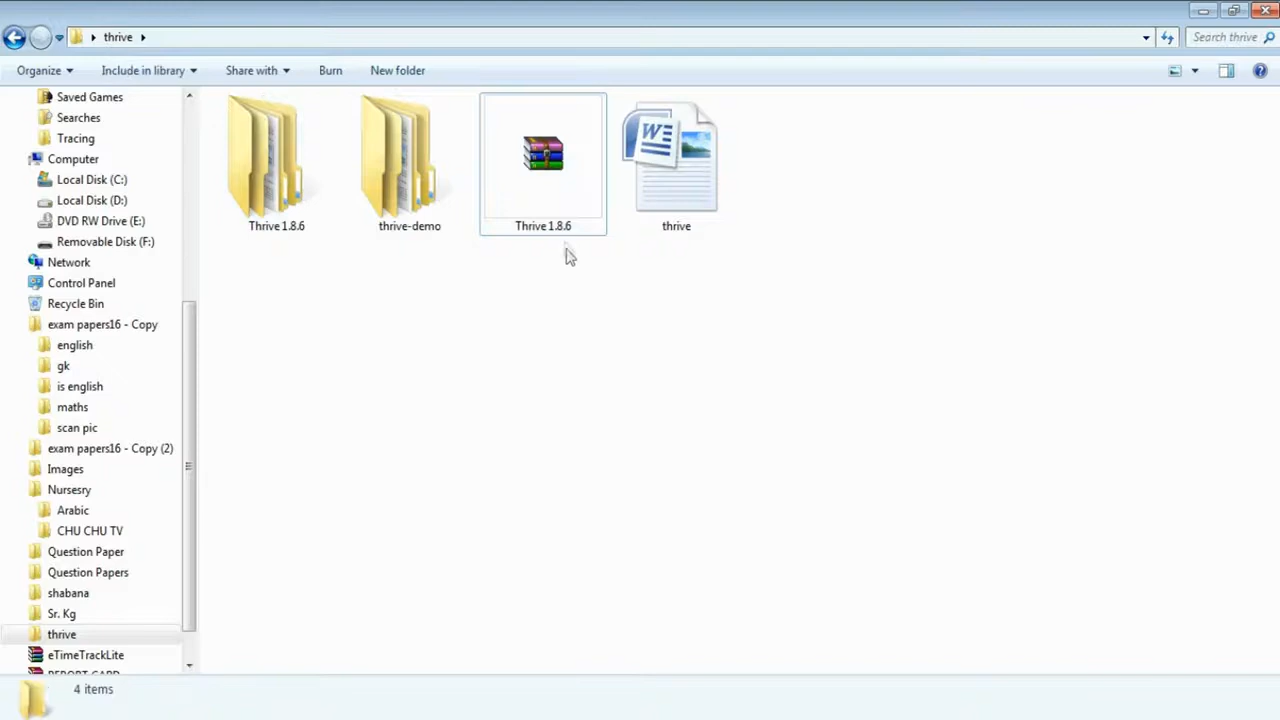 thrive
Search thrive
Organize
Include in library
Share with
Burn
New folder
Saved Games
Searches
Tracing
Computer
Local Disk (C:)
Local Disk (D:)
DVD RW Drive (E:)
Removable Disk (F:)
Network
Control Panel
Recycle Bin
exam papers16 - Copy
english
gk
is english
maths
scan pic
exam papers16 - Copy (2)
Images
Nursesry
Arabic
CHU CHU TV
Question Paper
Question Papers
shabana
Sr. Kg
thrive
eTimeTrackLite
REPORT CARD
Thrive 1.8.6
thrive-demo
Thrive 1.8.6
thrive
4 items